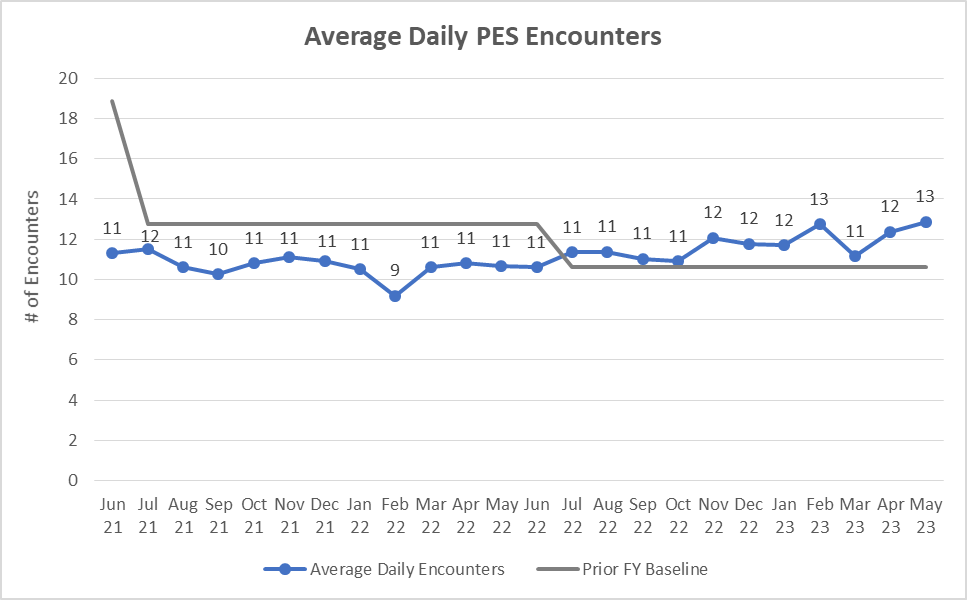 Average Daily PES Encounters
# of Encounters
20
18
16
14
12
10
8
6
4
2
0
11 12 11 10 11 11 11 11 9 11 11 11 11 11 11 11 11 12 12 12 13 11 12 13
Jun Jul Aug Sep Oct Nov Dec Jan Feb Mar Apr May Jun Jul Aug Sep Oct Nov Dec Jan Feb Mar Apr May
21 21 21 21 21 21 21 22 22 22 22 22 22 22 22 22 22 22 22 23 23 23 23 23
Average Daily Encounters Prior FY Baseline